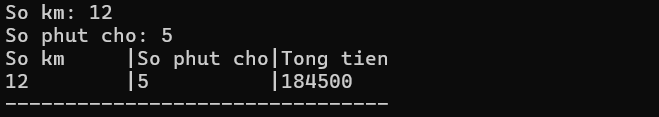 So km: 12
So phut cho: 5
So km     |So phut cho|Tong tien
12        |5          |184500
--------------------------------